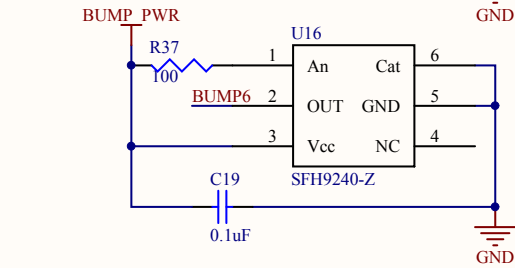 BUMP_PWR
GND
R37
100
U16
1
An
Cat
6
BUMP6
2
OUT
GND
5
3
Vcc
NC
4
C19
SFH9240-Z
0.1uF
GND